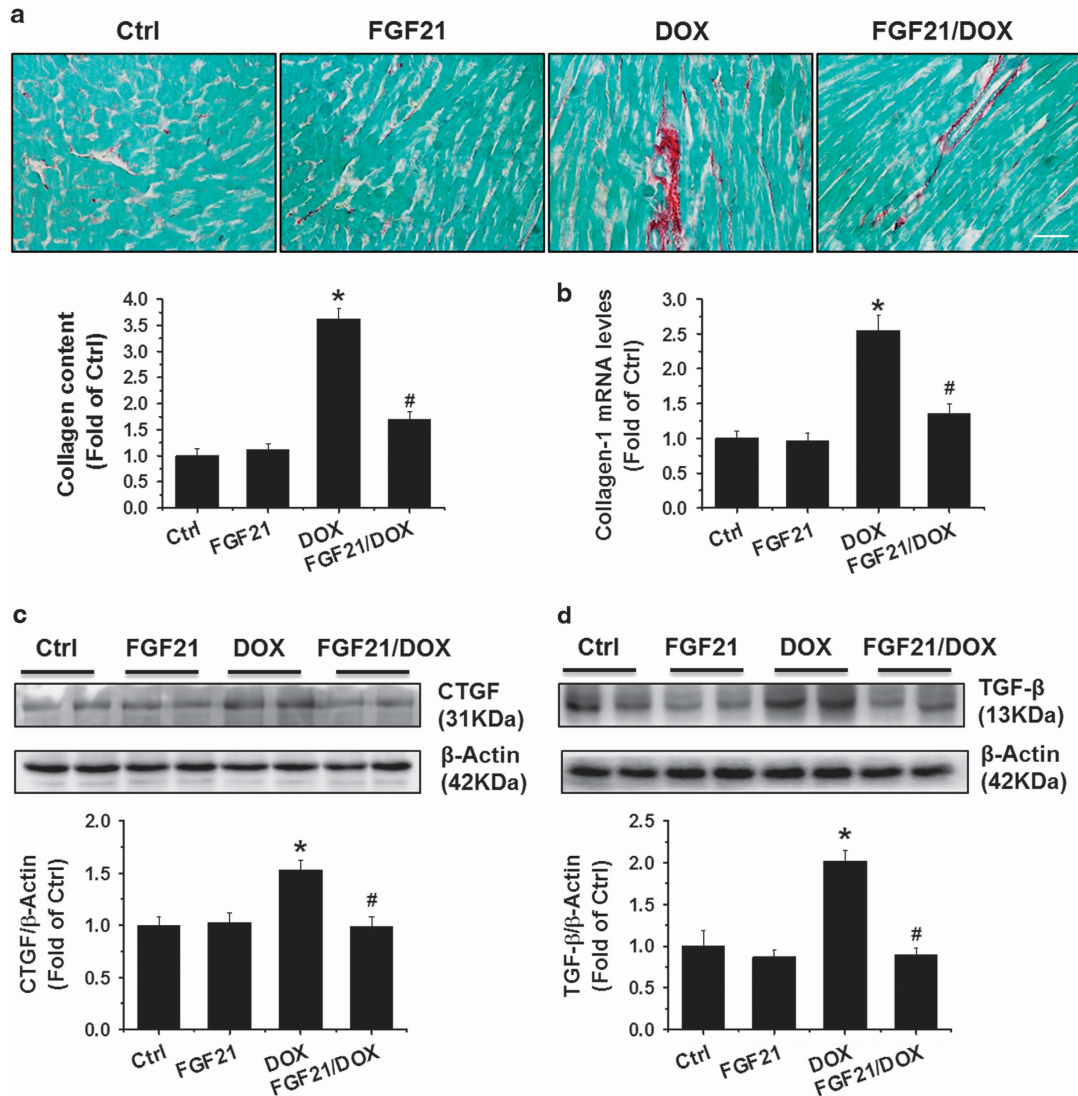 a
Ctrl FGF21 DOX FGF21/DOX
Collagen content
(Fold of Ctrl)
4.0
3.5
3.0
2.5
2.0
1.5
1.0
0.5
0.0
*
#
Ctrl FGF21 DOX FGF21/DOX
b
Collagen-1 mRNA levles
(Fold of Ctrl)
3.0
2.5
2.0
1.5
1.0
0.5
0.0
*
#
Ctrl FGF21 DOX FGF21/DOX
c
Ctrl FGF21 DOX FGF21/DOX
CTGF
(31KDa)
β-Actin
(42KDa)
CTGF/β-Actin
(Fold of Ctrl)
2.0
1.5
1.0
0.5
0.0
*
#
Ctrl FGF21 DOX FGF21/DOX
d
Ctrl FGF21 DOX FGF21/DOX
TGF-β
(13KDa)
β-Actin
(42KDa)
TGF-β/β-Actin
(Fold of Ctrl)
2.5
2.0
1.5
1.0
0.5
0.0
*
#
Ctrl FGF21 DOX FGF21/DOX